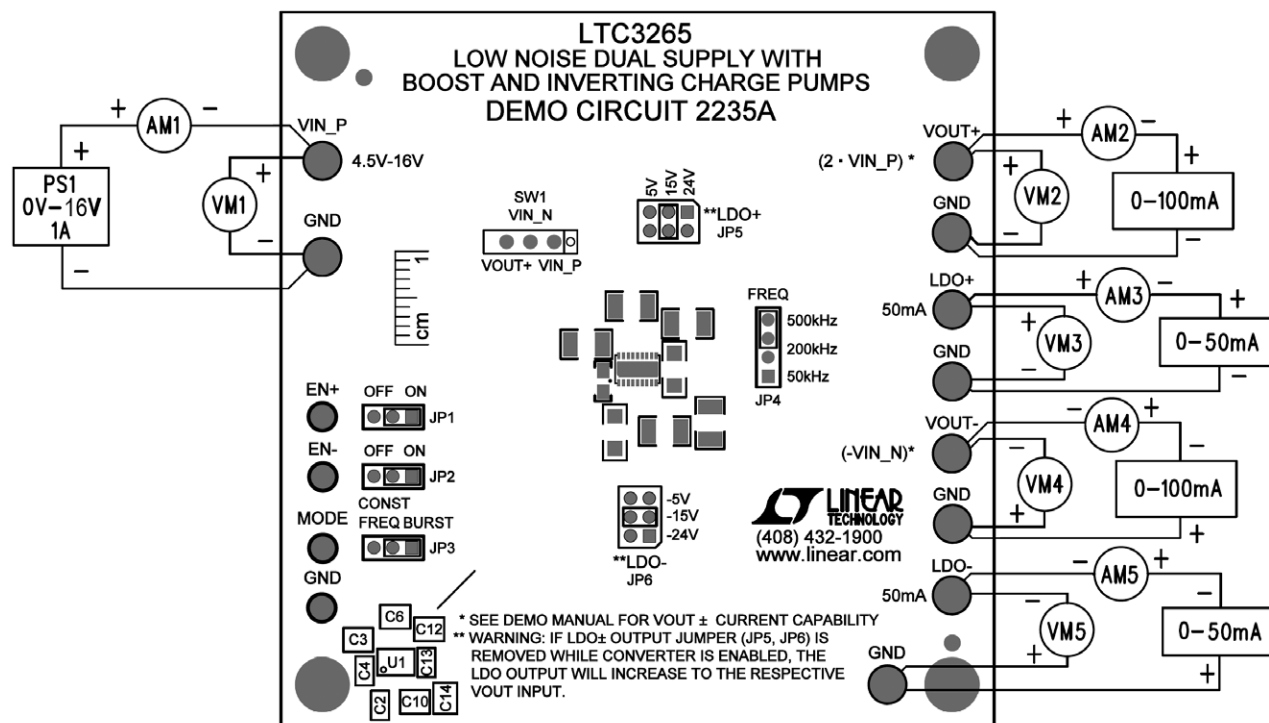 LTC3265
LOW NOISE DUAL SUPPLY WITH
BOOST AND INVERTING CHARGE PUMPS
DEMO CIRCUIT 2235A
+ AM1 -
VIN_P
4.5V-16V
+
PS1
0V-16V
1A
-
+
VM1
-
GND
SW1
VIN_N
VOUT+ VIN_P
5V
15V
24V
**LDO+
JP5
1
cm
FREQ
500kHz
200kHz
50kHz
JP4
VOUT+
(2 · VIN_P) *
+ AM2 -
+
VM2
-
+
0-100mA
-
GND
LDO+
50mA
+ AM3 -
+
VM3
-
+
0-50mA
-
GND
VOUT-
(-VIN_N)*
- AM4 +
-
VM4
+
-
0-100mA
+
GND
LDO-
50mA
- AM5 +
-
VM5
+
-
0-50mA
+
GND
EN+
OFF ON
JP1
EN-
OFF ON
JP2
CONST
MODE
FREQ BURST
JP3
GND
-5V
-15V
-24V
**LDO-
JP6
LINEAR
TECHNOLOGY
(408) 432-1900
www.linear.com
C6
C12
C3
U1
C13
C4
C2
C10
C14
* SEE DEMO MANUAL FOR VOUT ± CURRENT CAPABILITY
** WARNING: IF LDO± OUTPUT JUMPER (JP5, JP6) IS
REMOVED WHILE CONVERTER IS ENABLED, THE
LDO OUTPUT WILL INCREASE TO THE RESPECTIVE
VOUT INPUT.